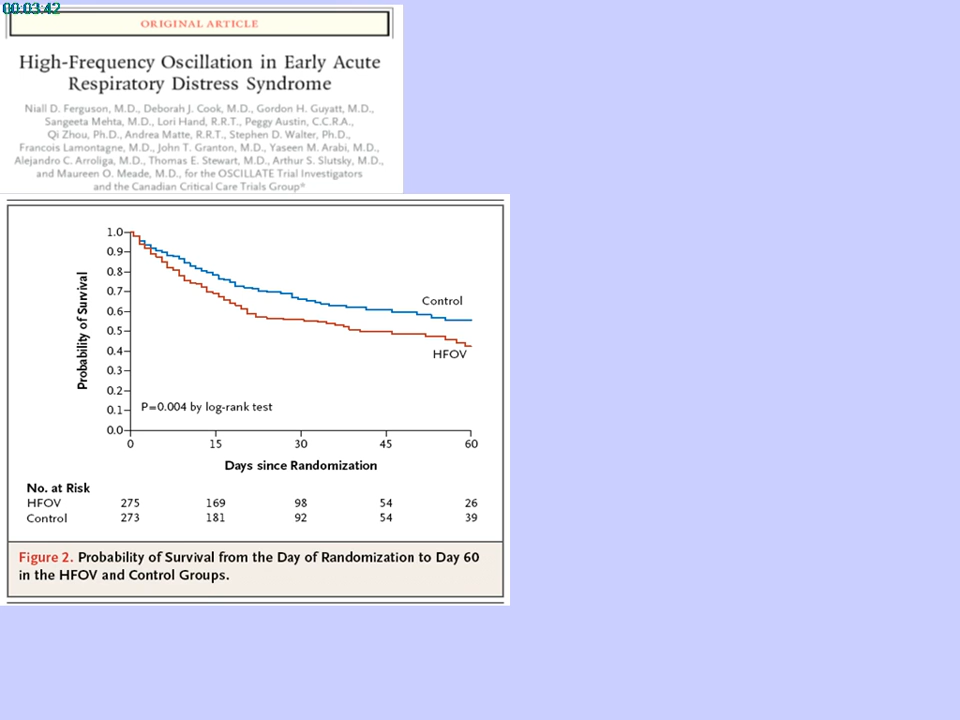 00:03:42
ORIGINAL ARTICLE
High-Frequency Oscillation in Early Acute
Respiratory Distress Syndrome
Niall D. Ferguson, M.D., Deborah J. Cook, M.D., Gordon H. Guyatt, M.D.,
Sangeeta Mehta, M.D., Lori Hand, R.R.T., Peggy Austin, C.C.R.A.,
Qi Zhou, Ph.D., Andrea Matte, R.R.T., Stephen D. Walter, Ph.D.,
Francois Lamontagne, M.D., John T. Granton, M.D., Yaseen M. Arabi, M.D.,
Alejandro C. Arroliga, M.D., Thomas E. Stewart, M.D., Arthur S. Slutsky, M.D.,
and Maureen O. Meade, M.D., for the OSCILLATE Trial Investigators
and the Canadian Critical Care Trials Group*
Probability of Survival
1.0
0.9
0.8
0.7
0.6
0.5
0.4
0.3
0.2
0.1
0.0
Control
HFOV
P=0.004 by log-rank test
0 15 30 45 60
Days since Randomization
No. at Risk
HFOV 275 169 98 54 26
Control 273 181 92 54 39
Figure 2. Probability of Survival from the Day of Randomization to Day 60
in the HFOV and Control Groups.